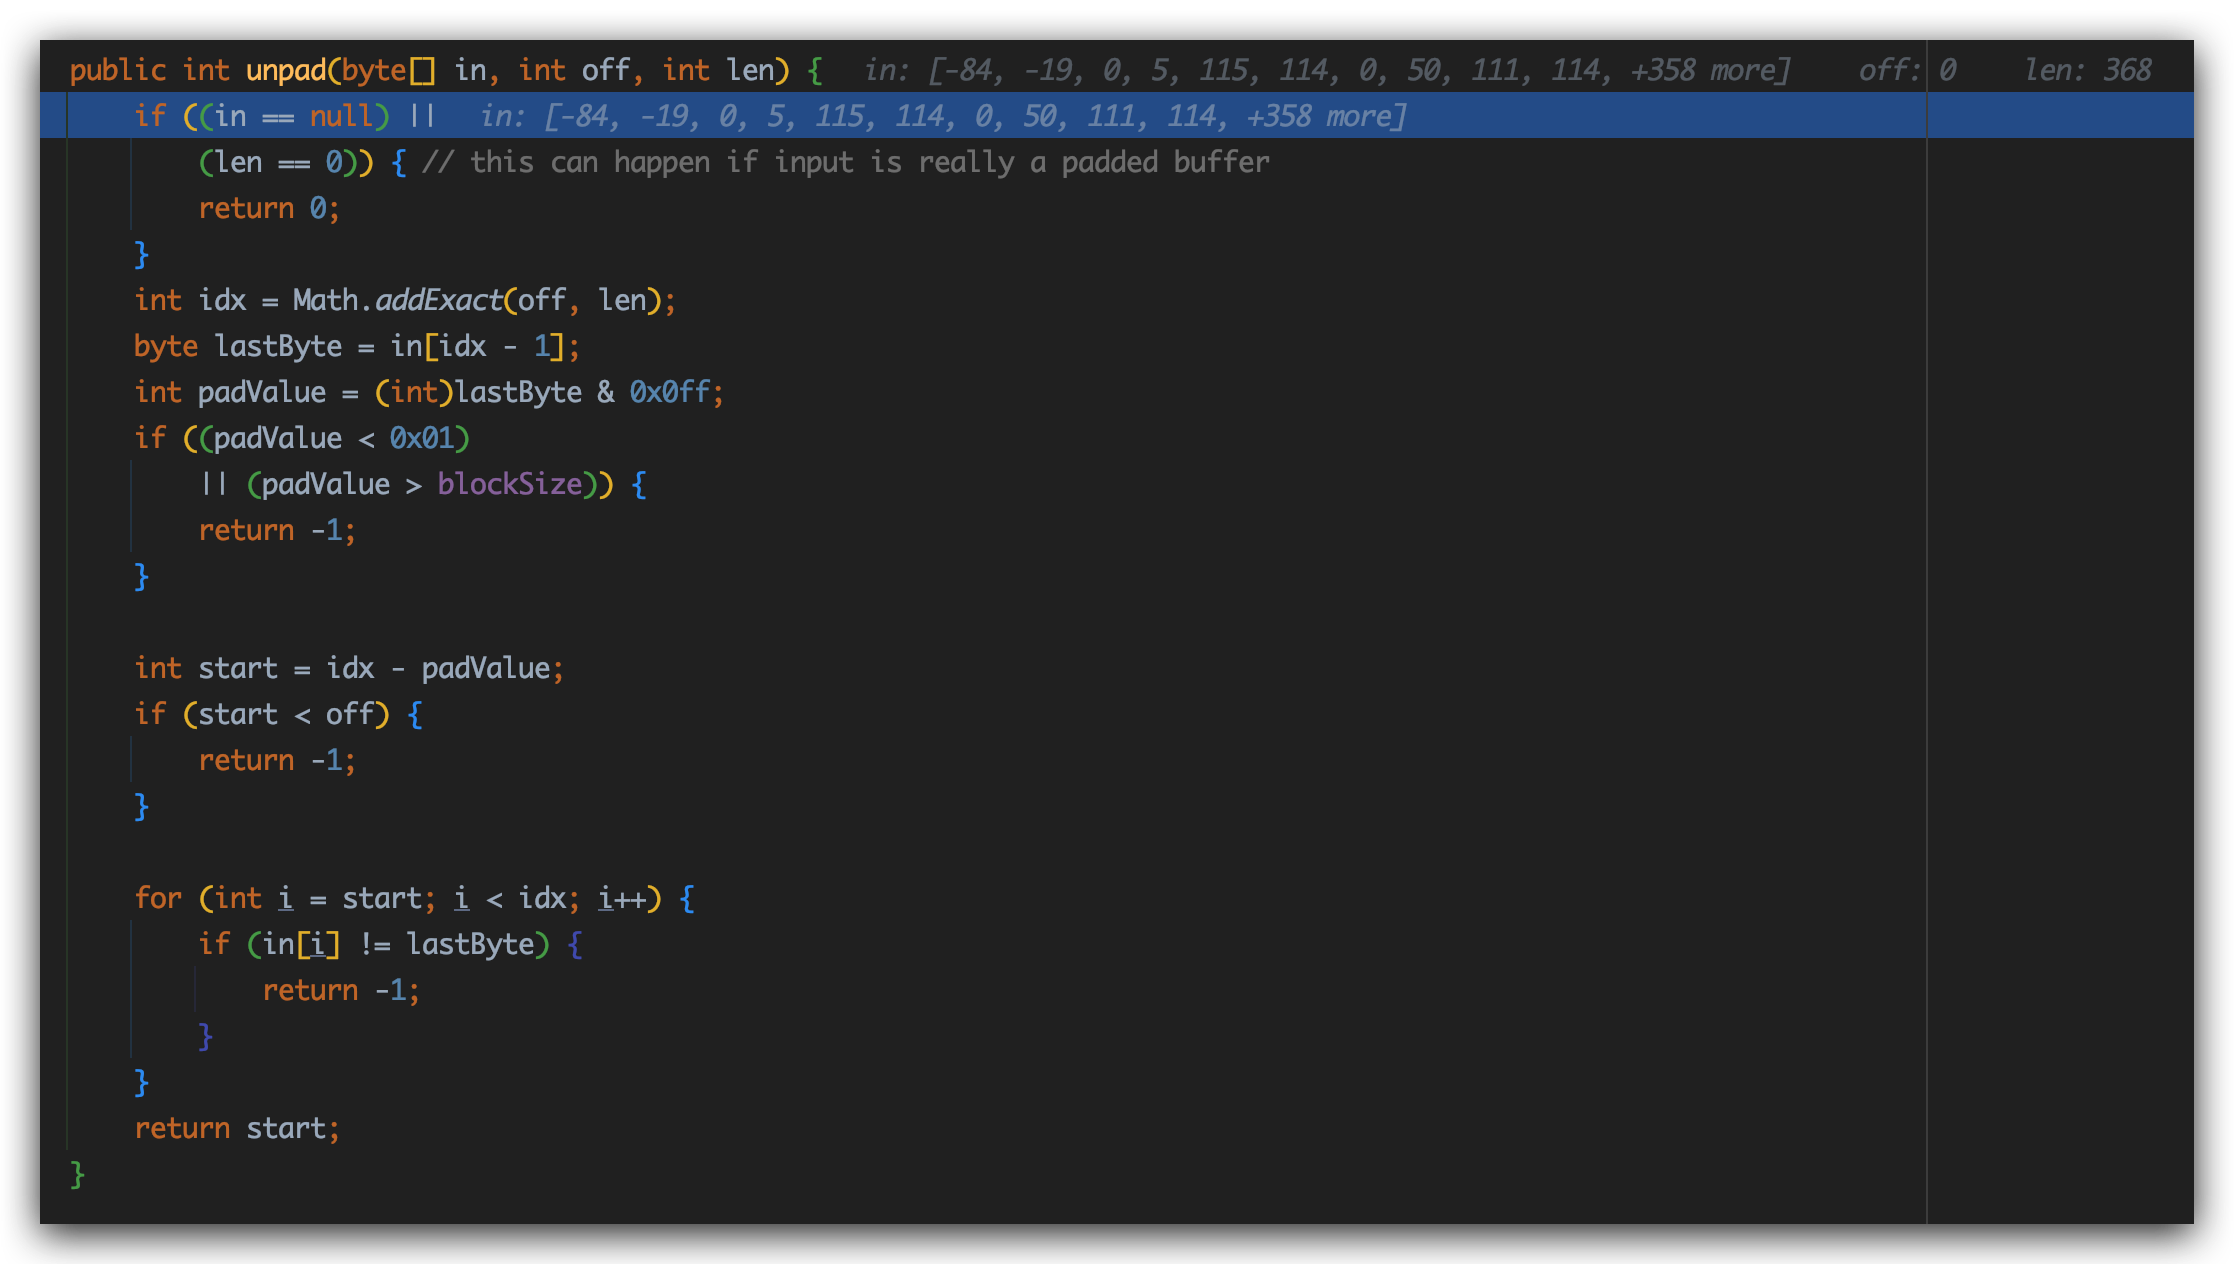 public int unpad(byte[] in, int off, int len) {   in: [-84, -19, 0, 5, 115, 114, 0, 50, 111, 114, +358 more]    off: 0    len: 368
    if ((in == null) ||   in: [-84, -19, 0, 5, 115, 114, 0, 50, 111, 114, +358 more]
        (len == 0)) { // this can happen if input is really a padded buffer
        return 0;
    }
    int idx = Math.addExact(off, len);
    byte lastByte = in[idx - 1];
    int padValue = (int)lastByte & 0x0ff;
    if ((padValue < 0x01)
        || (padValue > blockSize)) {
        return -1;
    }

    int start = idx - padValue;
    if (start < off) {
        return -1;
    }

    for (int i = start; i < idx; i++) {
        if (in[i] != lastByte) {
            return -1;
        }
    }
    return start;
}